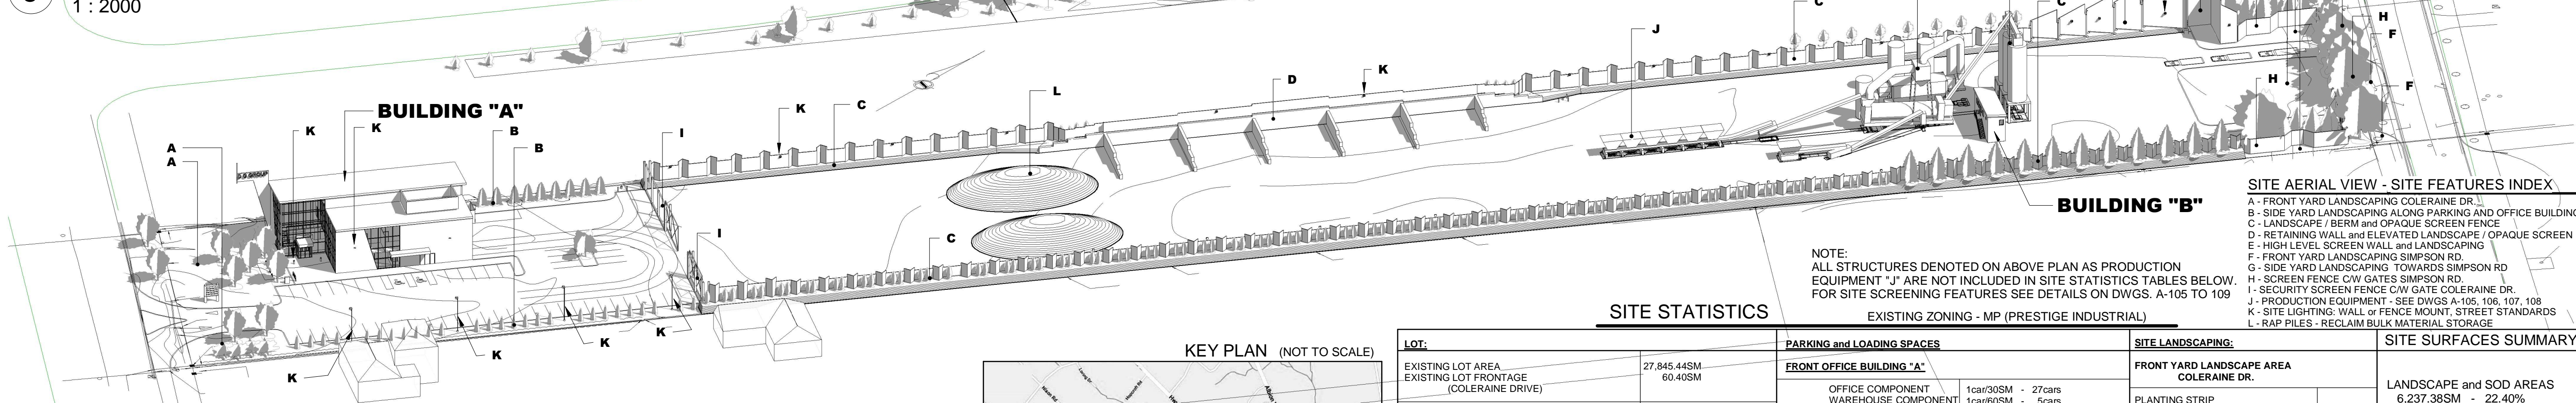 1 : 2000
BUILDING "A"
K
K
A
A
B
B
I
I
K
C
L
D
K
J
C
C
C
H
H
F
F
K
K
K
K
BUILDING "B"
SITE AERIAL VIEW - SITE FEATURES INDEX
A - FRONT YARD LANDSCAPING COLERAINE DR.
B - SIDE YARD LANDSCAPING ALONG PARKING AND OFFICE BUILDING
C - LANDSCAPE / BERM and OPAQUE SCREEN FENCE
D - RETAINING WALL and ELEVATED LANDSCAPE / OPAQUE SCREEN
E - HIGH LEVEL SCREEN WALL and LANDSCAPING
F - FRONT YARD LANDSCAPING SIMPSON RD.
G - SIDE YARD LANDSCAPING TOWARDS SIMPSON RD
H - SCREEN FENCE C/W GATES SIMPSON RD.
I - SECURITY SCREEN FENCE C/W GATE COLERAINE DR.
J - PRODUCTION EQUIPMENT - SEE DWGS A-105, 106, 107, 108
K - SITE LIGHTING: WALL or FENCE MOUNT, STREET STANDARDS
L - RAP PILES - RECLAIM BULK MATERIAL STORAGE
NOTE:
ALL STRUCTURES DENOTED ON ABOVE PLAN AS PRODUCTION
EQUIPMENT "J" ARE NOT INCLUDED IN SITE STATISTICS TABLES BELOW.
FOR SITE SCREENING FEATURES SEE DETAILS ON DWGS. A-105 TO 109
SITE STATISTICS
EXISTING ZONING - MP (PRESTIGE INDUSTRIAL)
KEY PLAN (NOT TO SCALE)
LOT:
EXISTING LOT AREA 27,845.44SM
EXISTING LOT FRONTAGE 60.40SM
(COLERAINE DRIVE)
PARKING and LOADING SPACES
FRONT OFFICE BUILDING "A"
OFFICE COMPONENT 1car/30SM - 27cars
WAREHOUSE COMPONENT 1car/60SM - 5cars
SITE LANDSCAPING:
FRONT YARD LANDSCAPE AREA
COLERAINE DR.
PLANTING STRIP
SITE SURFACES SUMMARY
LANDSCAPE and SOD AREAS
6,237.38SM - 22.40%